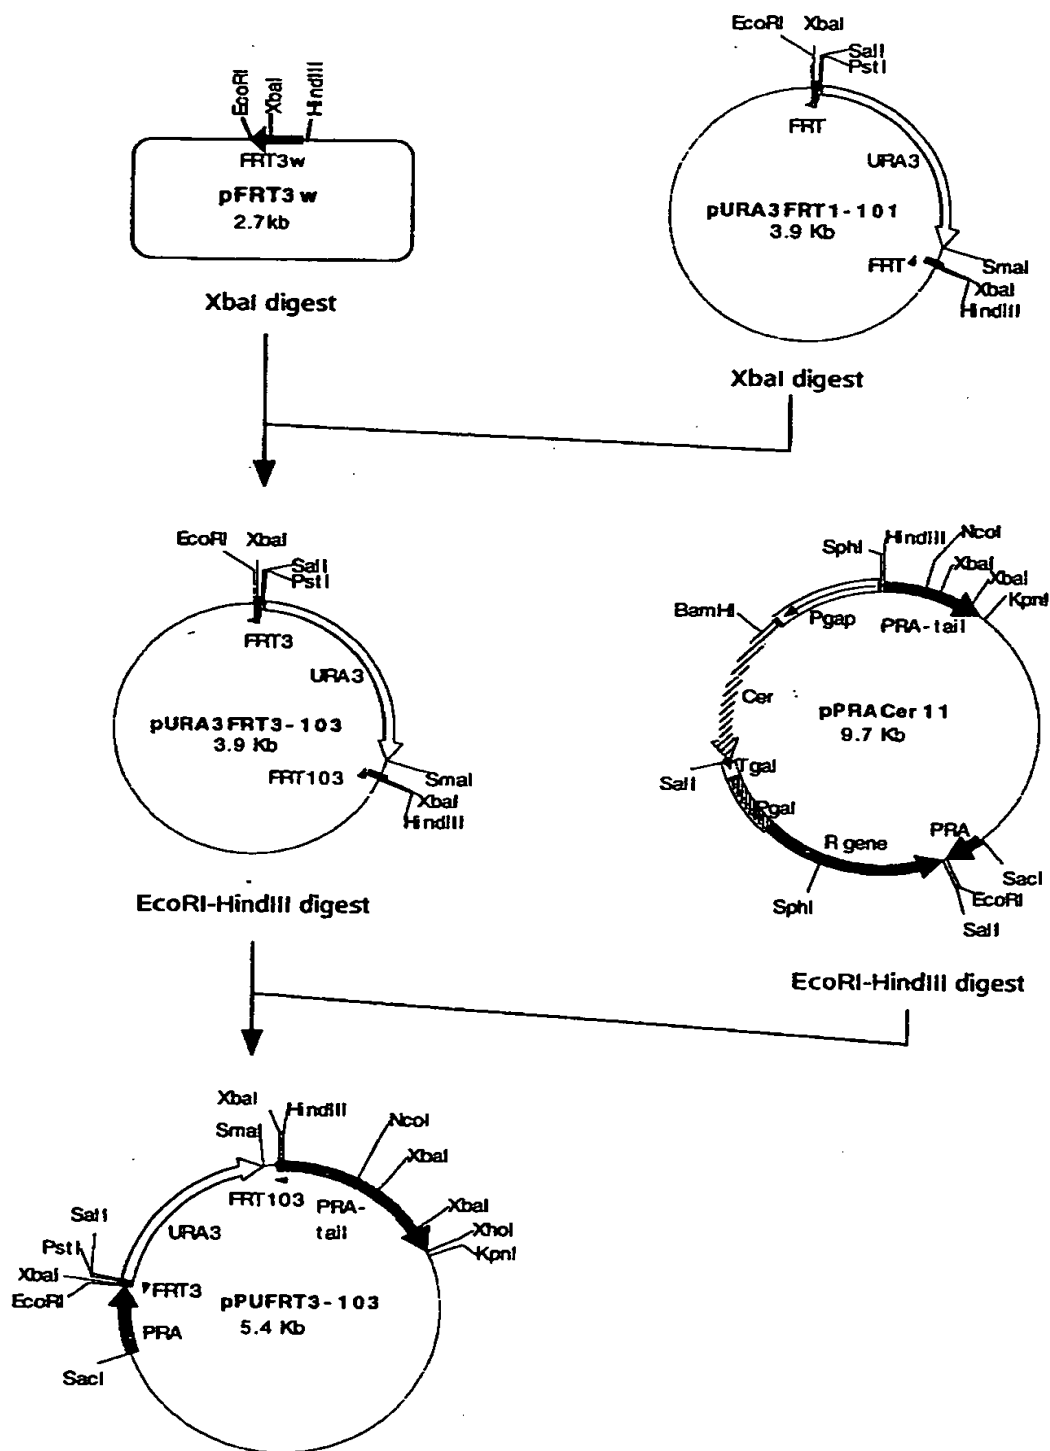 EcoRI
XbaI
HindIII
FRT3w
pFRT3w
2.7kb
XbaI digest
EcoRI XbaI
SalI
PstI
FRT
URA3
pURA3FRT1-101
3.9 Kb
FRT
SmaI
XbaI
HindIII
XbaI digest
EcoRI XbaI
SalI
PstI
FRT3
URA3
pURA3FRT3-103
3.9 Kb
FRT103
SmaI
XbaI
HindIII
EcoRI-HindIII digest
SphI
HindIII
NcoI
XbaI
XbaI
KpnI
BamHI
Pgap
PRA-tail
Cer
pPRACer11
9.7 Kb
SalI
Tgal
Pgal
R gene
PRA
SphI
SacI
EcoRI
SalI
EcoRI-HindIII digest
XbaI
HindIII
SmaI
NcoI
XbaI
FRT103
PRA-
tail
XbaI
XhoI
KpnI
SalI
URA3
PstI
XbaI
EcoRI
FRT3
pPUFRT3-103
5.4 Kb
PRA
SacI